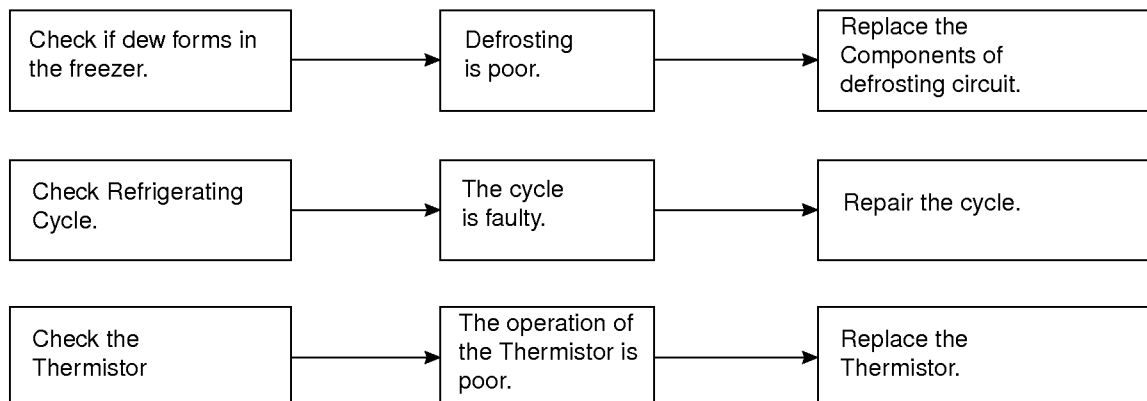 Check if dew forms in
the freezer.
Defrosting
is poor.
Replace the
Components of
defrosting circuit.
Check Refrigerating
Cycle.
The cycle
is faulty.
Repair the cycle.
Check the
Thermistor
The operation of
the Thermistor is
poor.
Replace the
Thermistor.